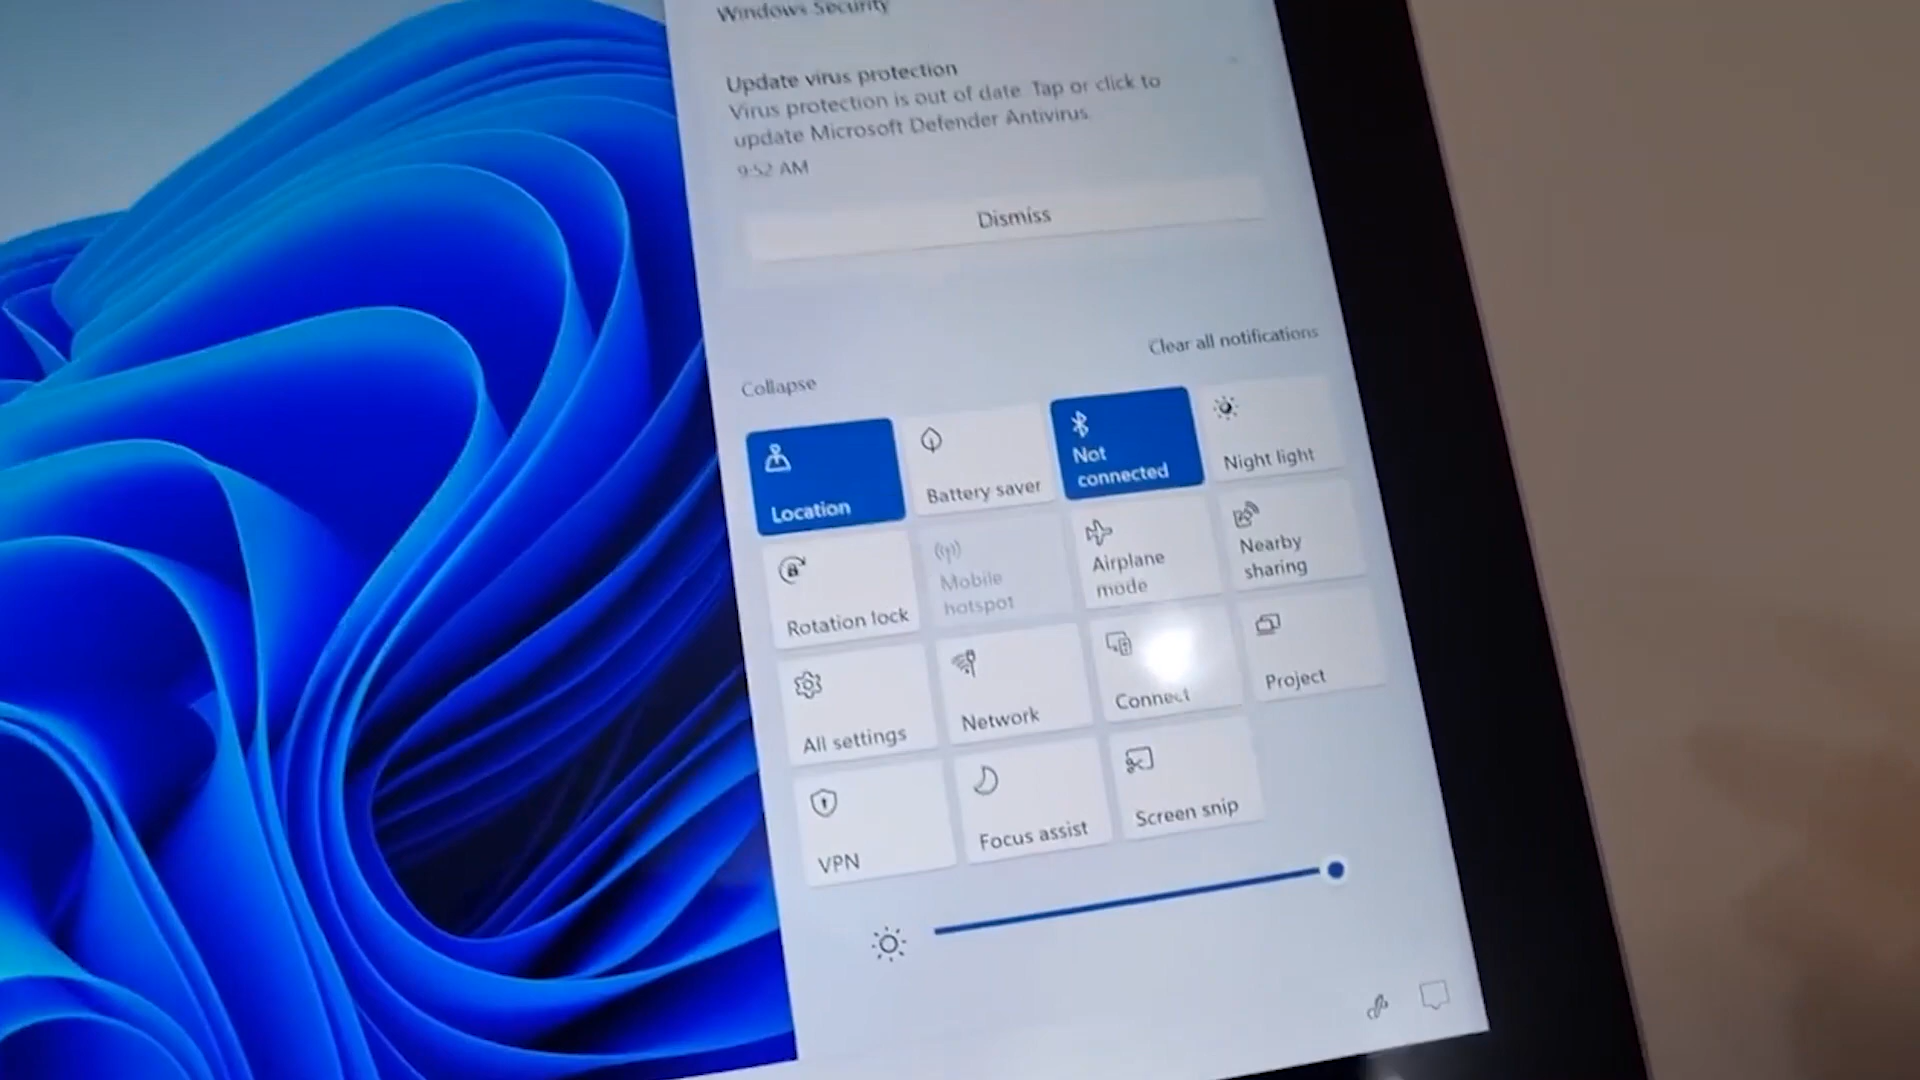 Windows Security
Update virus protection
Virus protection is out of date. Tap or click to
update Microsoft Defender Antivirus.
9:52 AM
Dismiss
Clear all notifications
Collapse
Location
Battery saver
Not
connected
Night light
Rotation lock
Mobile
hotspot
Airplane
mode
Nearby
sharing
All settings
Network
Connect
Project
VPN
Focus assist
Screen snip